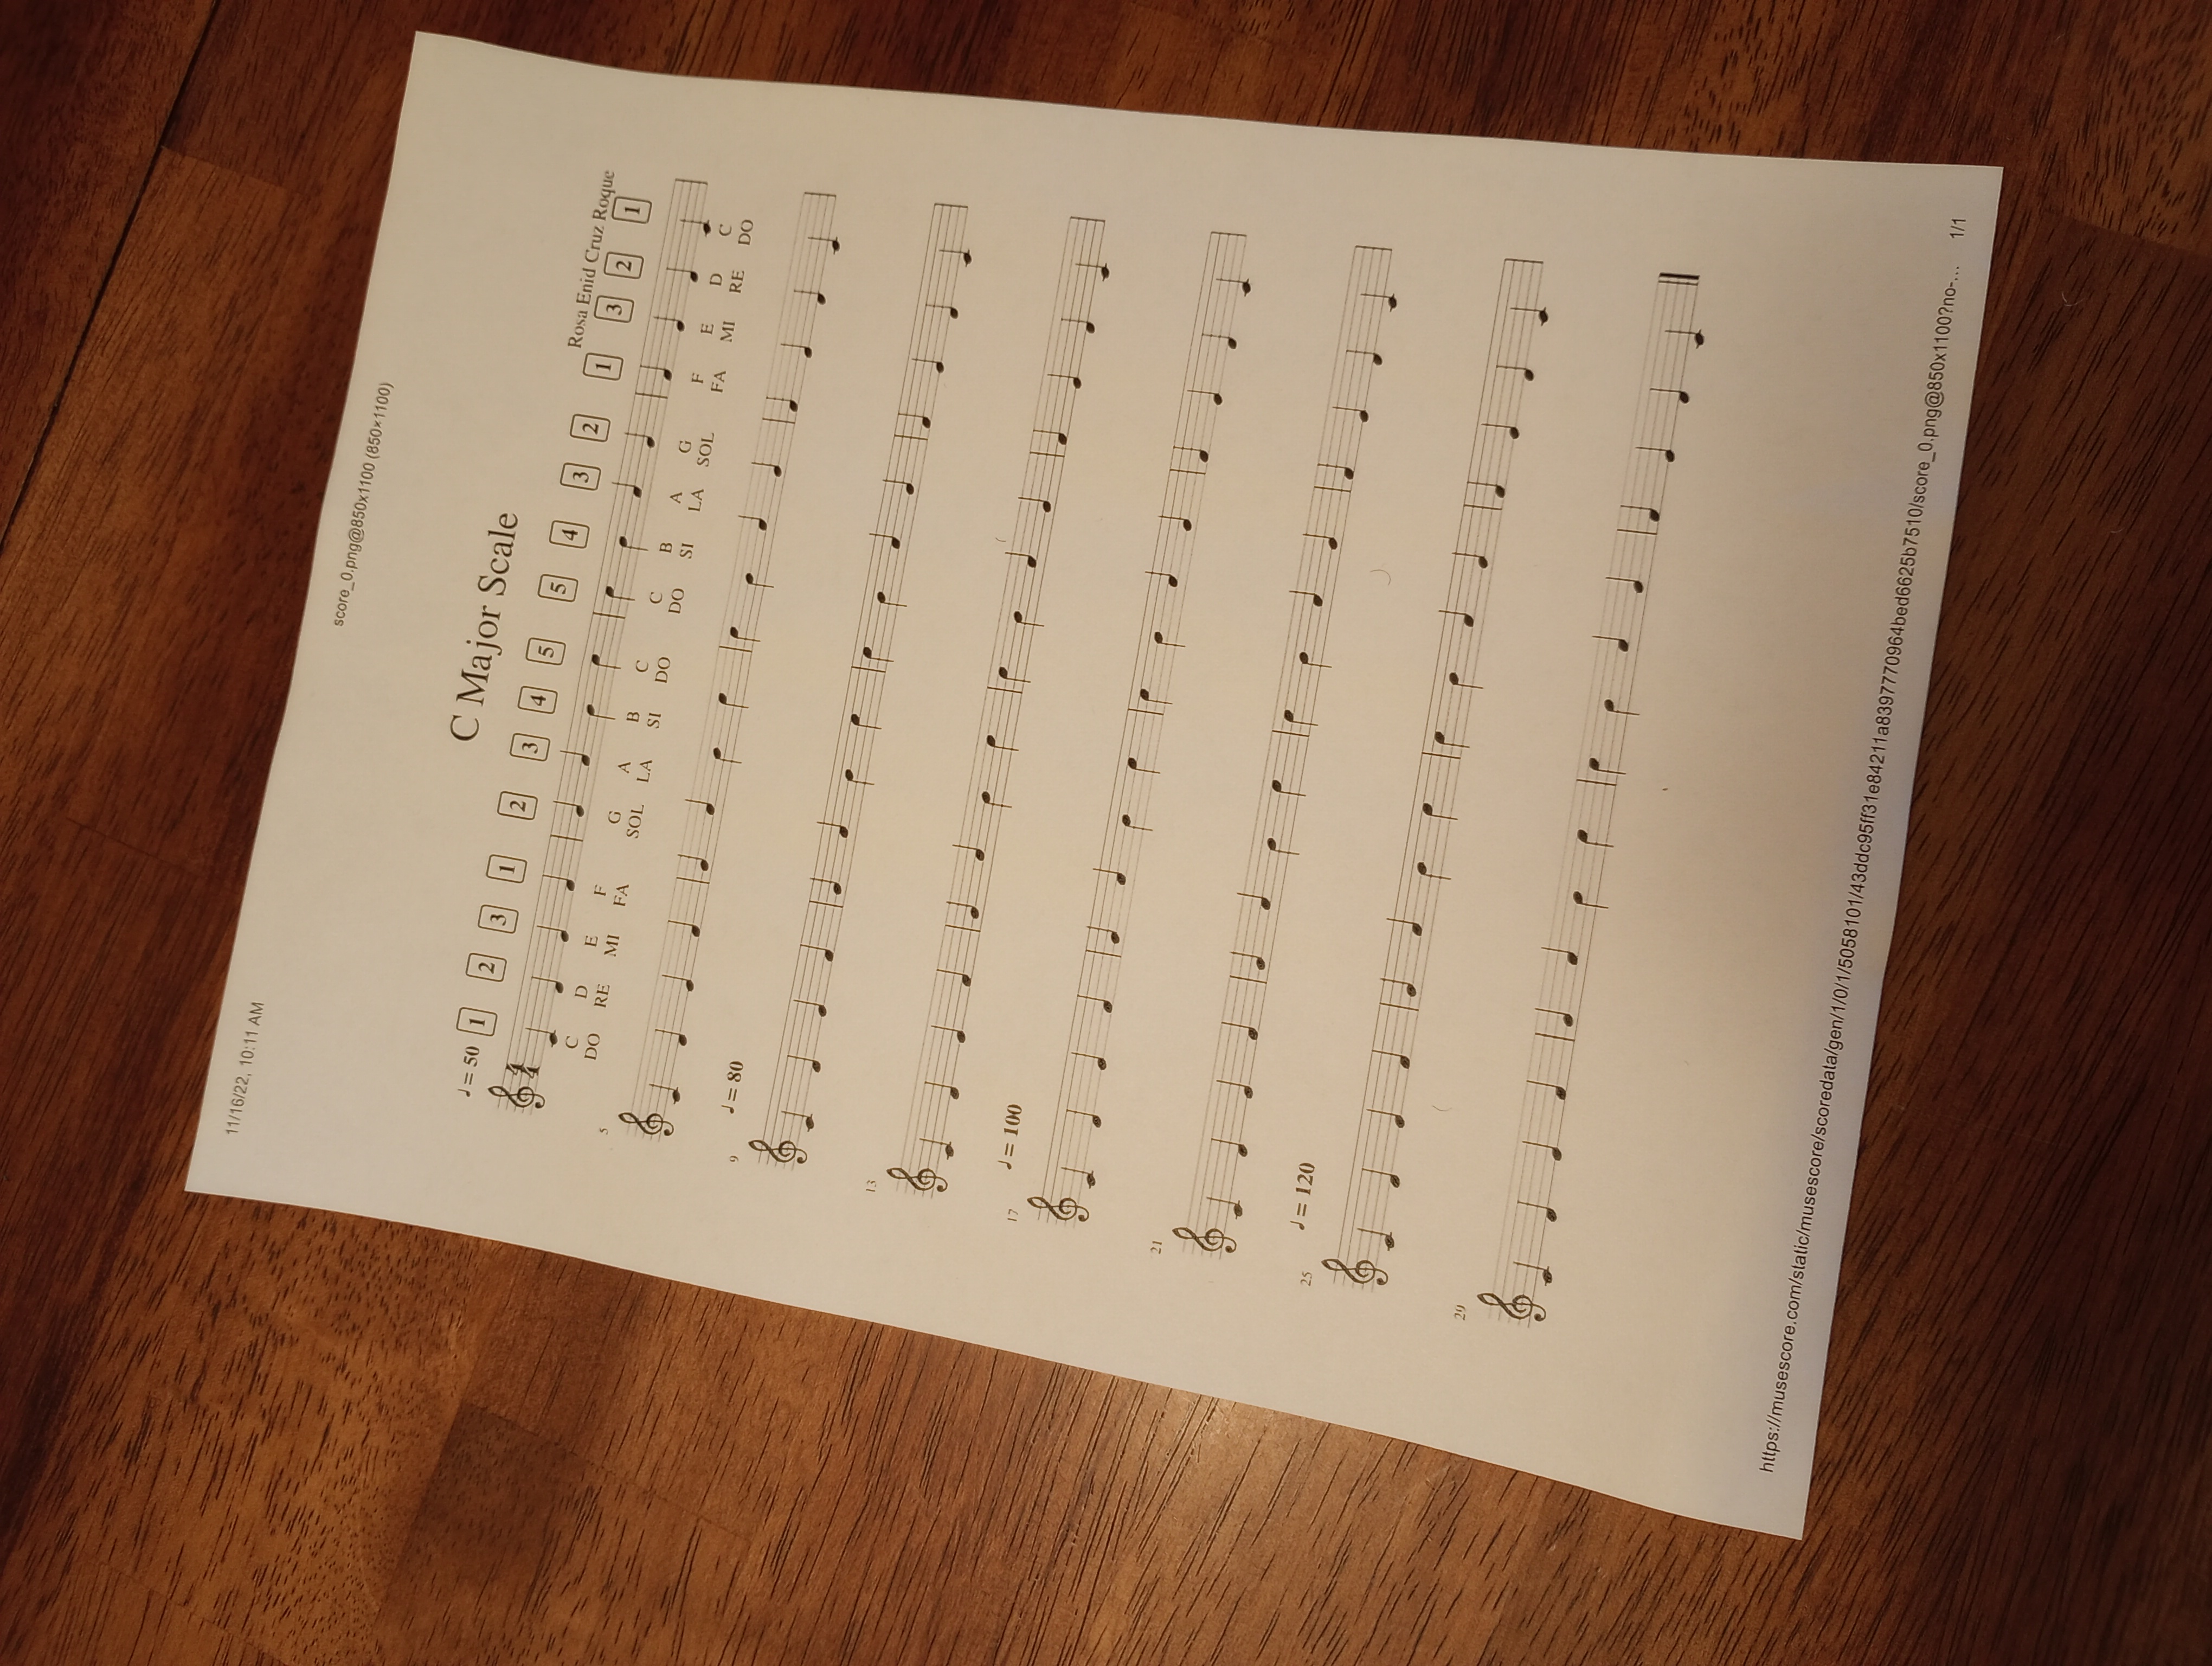 11/16/22, 10:11 AM
score_0.png@850x1100 (850×1100)
C Major Scale
Rosa Enid Cruz Roque
♩ = 50 1 2 3 1 2 3 4 5 5 4 3 2 1 3 2 1
4
4
C D E F G A B C C B A G F E D C
DO RE MI FA SOL LA SI DO DO SI LA SOL FA MI RE DO
5
9 ♩ = 80
13
17 ♩ = 100
21
25 ♩ = 120
29
https://musescore.com/static/musescore/scoredata/gen/1/0/1/5058101/43ddc95ff31e84211a8397770964bed6625b7510/score_0.png@850x1100?no-... 1/1